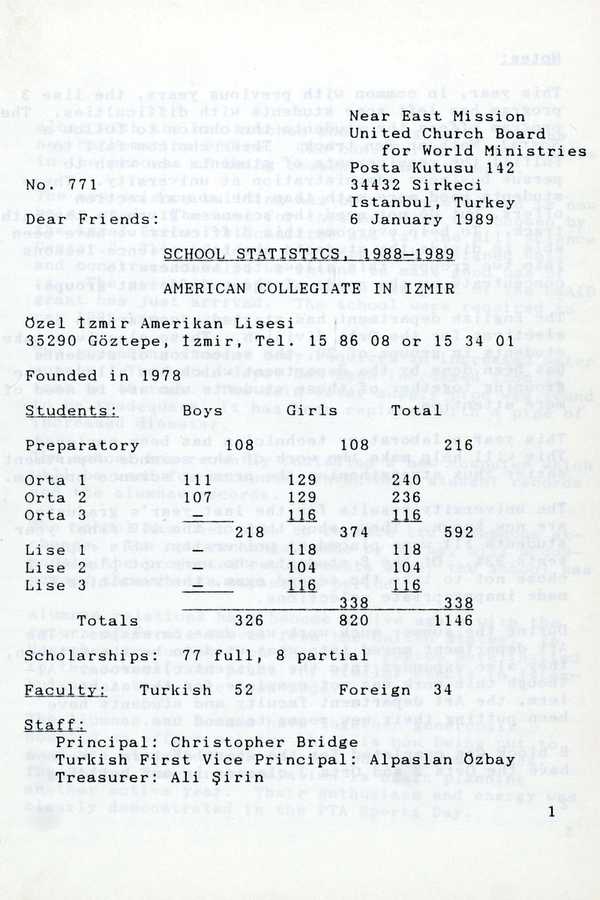 Near East Mission
United Church Board
for World Ministries
Posta Kutusu 142
No. 771 34432 Sirkeci
Istanbul, Turkey
Dear Friends: 6 January 1989
SCHOOL STATISTICS, 1988—1989
AMERICAN COLLEGIATE IN IZMIR
Özel İzmir Amerikan Lisesi
35290 Göztepe, İzmir, Tel. 15 86 08 or 15 34 01
Founded in 1978
Students: Boys Girls Total
Preparatory 108 108 216
Orta 1 111 129 240
Orta 2 107 129 236
Orta 3 — 116 116
218 374 592
Lise 1 — 118 118
Lise 2 — 104 104
Lise 3 — 116 116
338 338
Totals 326 820 1146
Scholarships: 77 full, 8 partial
Faculty: Turkish 52 Foreign 34
Staff:
Principal: Christopher Bridge
Turkish First Vice Principal: Alpaslan Özbay
Treasurer: Ali Şirin
1